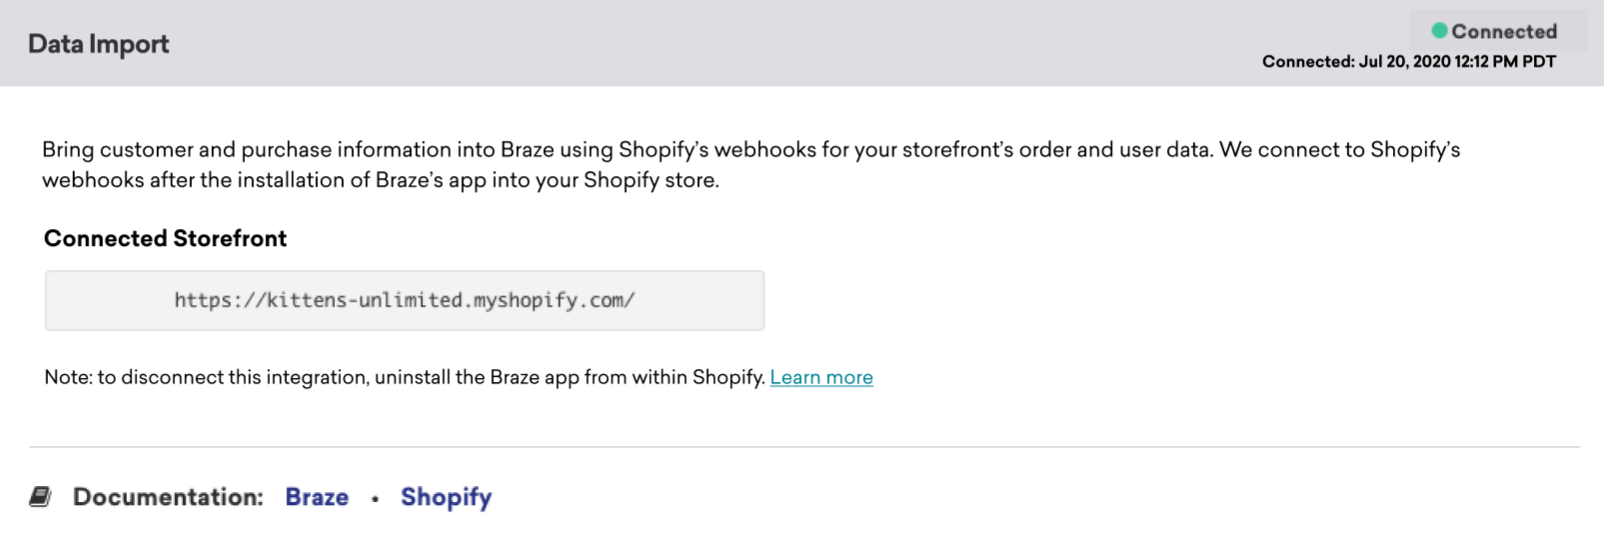 Data Import
Connected
Connected: Jul 20, 2020 12:12 PM PDT
Bring customer and purchase information into Braze using Shopify’s webhooks for your storefront’s order and user data. We connect to Shopify’s
webhooks after the installation of Braze’s app into your Shopify store.
Connected Storefront
https://kittens-unlimited.myshopify.com/
Note: to disconnect this integration, uninstall the Braze app from within Shopify. Learn more
Documentation: Braze • Shopify